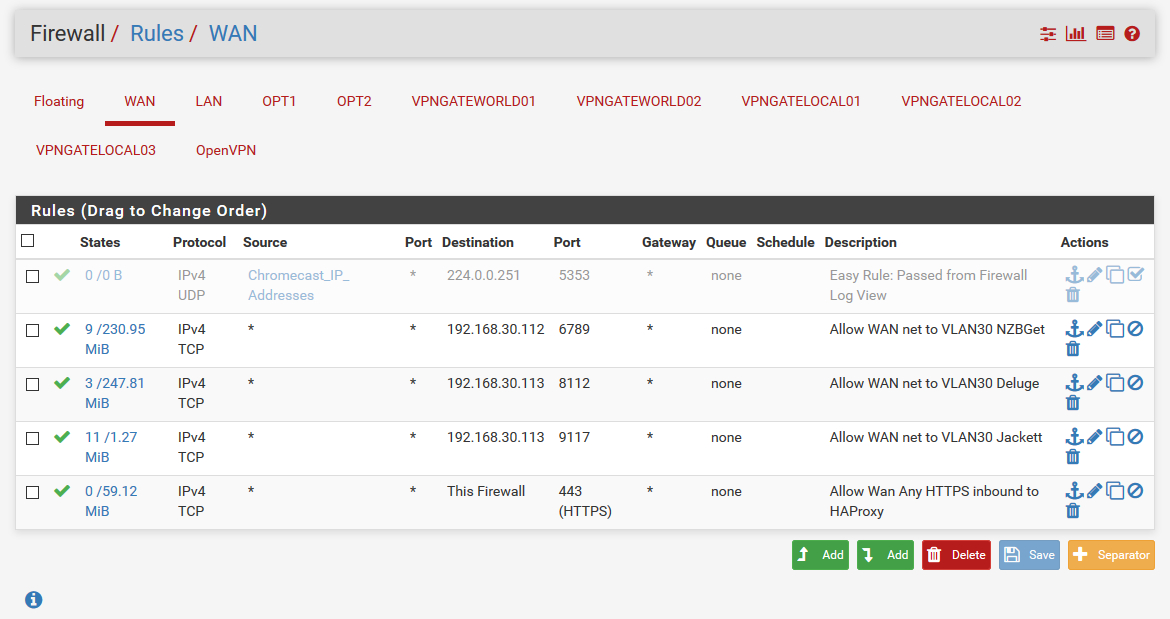 Firewall / Rules / WAN
Floating WAN LAN OPT1 OPT2 VPNGATEWORLD01 VPNGATEWORLD02 VPNGATELOCAL01 VPNGATELOCAL02
VPNGATELOCAL03 OpenVPN
Rules (Drag to Change Order)
States Protocol Source Port Destination Port Gateway Queue Schedule Description Actions
0 /0 B IPv4 Chromecast_IP_ * 224.0.0.251 5353 * none Easy Rule: Passed from Firewall
UDP Addresses Log View
9 /230.95 IPv4 * * 192.168.30.112 6789 * none Allow WAN net to VLAN30 NZBGet
MiB TCP
3 /247.81 IPv4 * * 192.168.30.113 8112 * none Allow WAN net to VLAN30 Deluge
MiB TCP
11 /1.27 IPv4 * * 192.168.30.113 9117 * none Allow WAN net to VLAN30 Jackett
MiB TCP
0 /59.12 IPv4 * * This Firewall 443 * none Allow Wan Any HTTPS inbound to
MiB TCP (HTTPS) HAProxy
Add Add Delete Save Separator